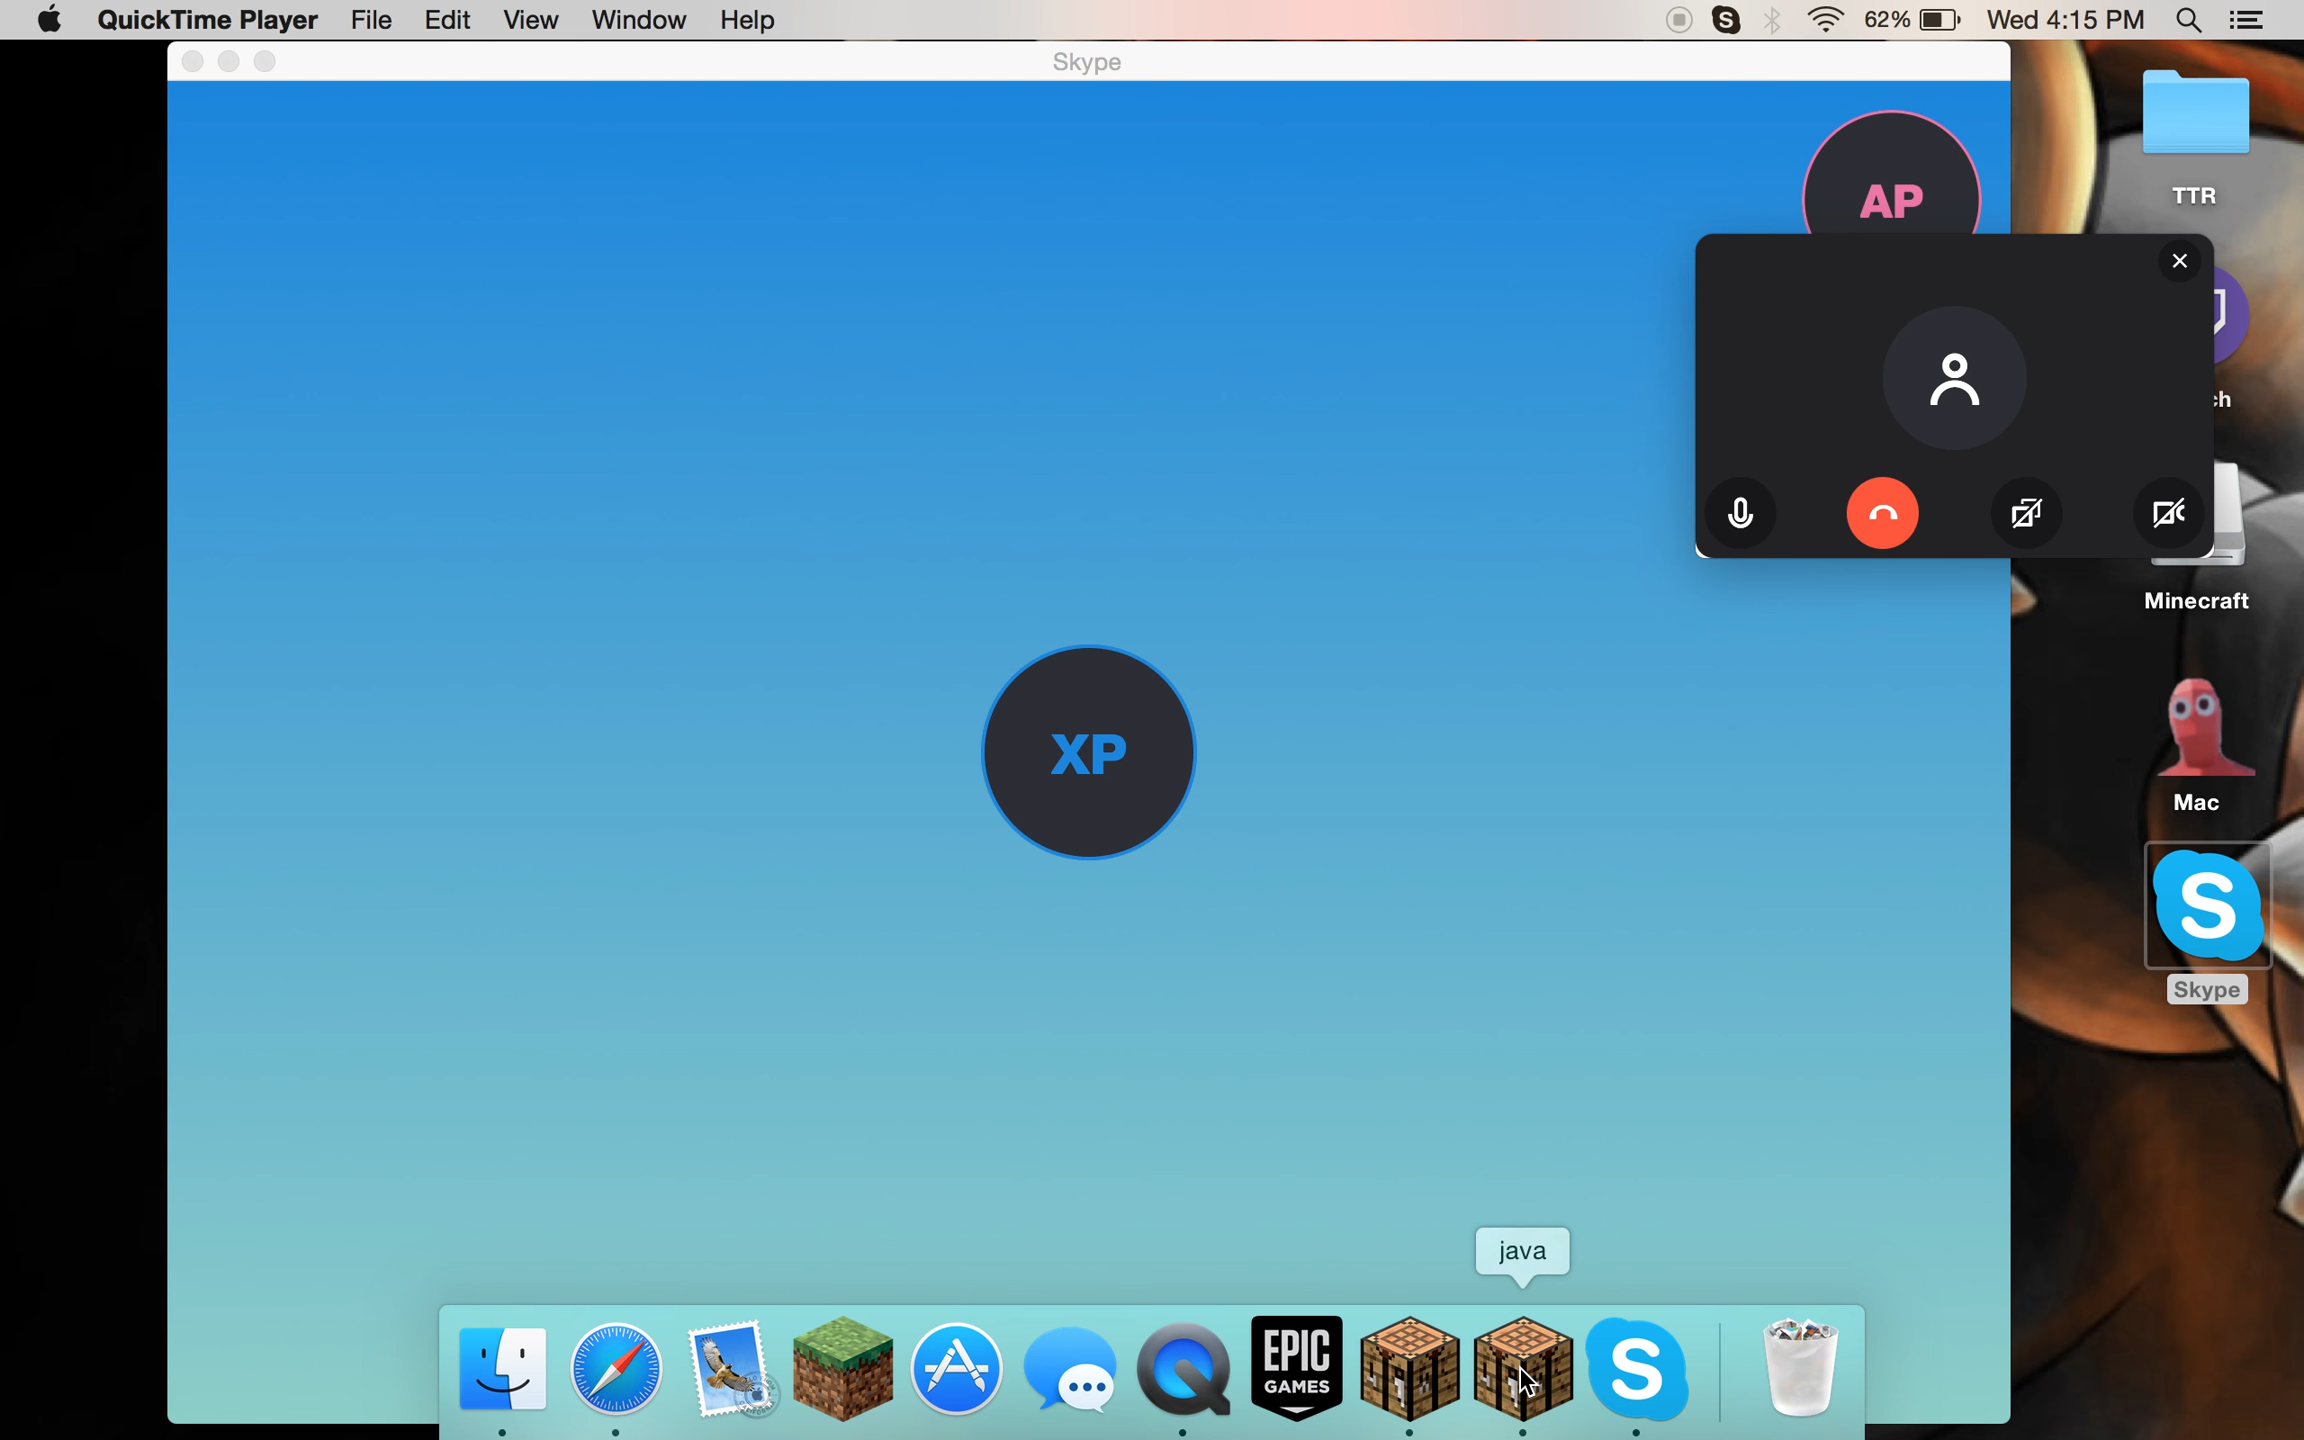 QuickTime Player File Edit View Window Help 62% Wed 4:15 PM
Skype
AP
TTR
ch
Minecraft
XP
Mac
S
Skype
java
EPIC
GAMES
S